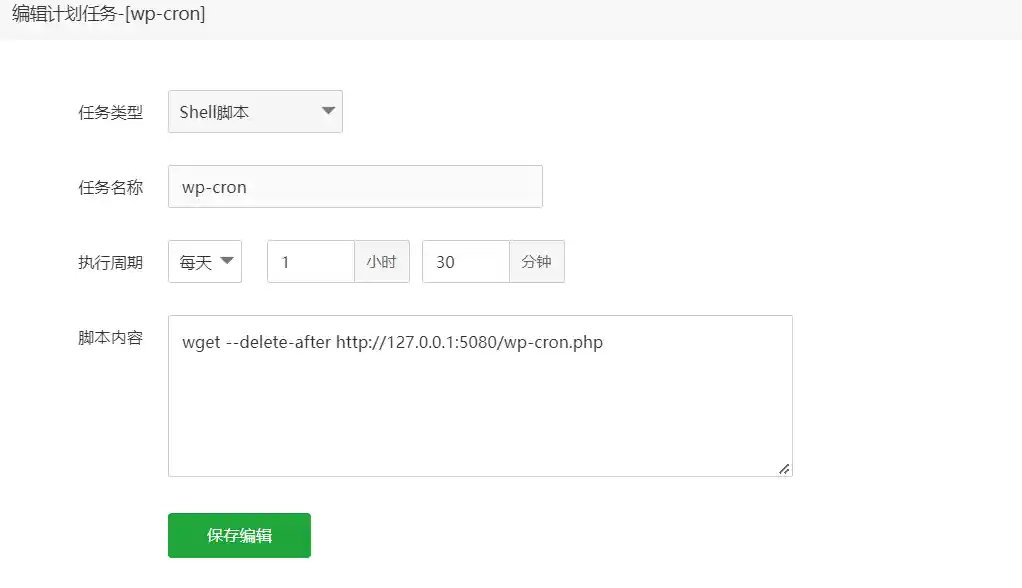 编辑计划任务-[wp-cron]
任务类型 Shell脚本
任务名称 wp-cron
执行周期 每天 1 小时 30 分钟
脚本内容 wget --delete-after http://127.0.0.1:5080/wp-cron.php
保存编辑